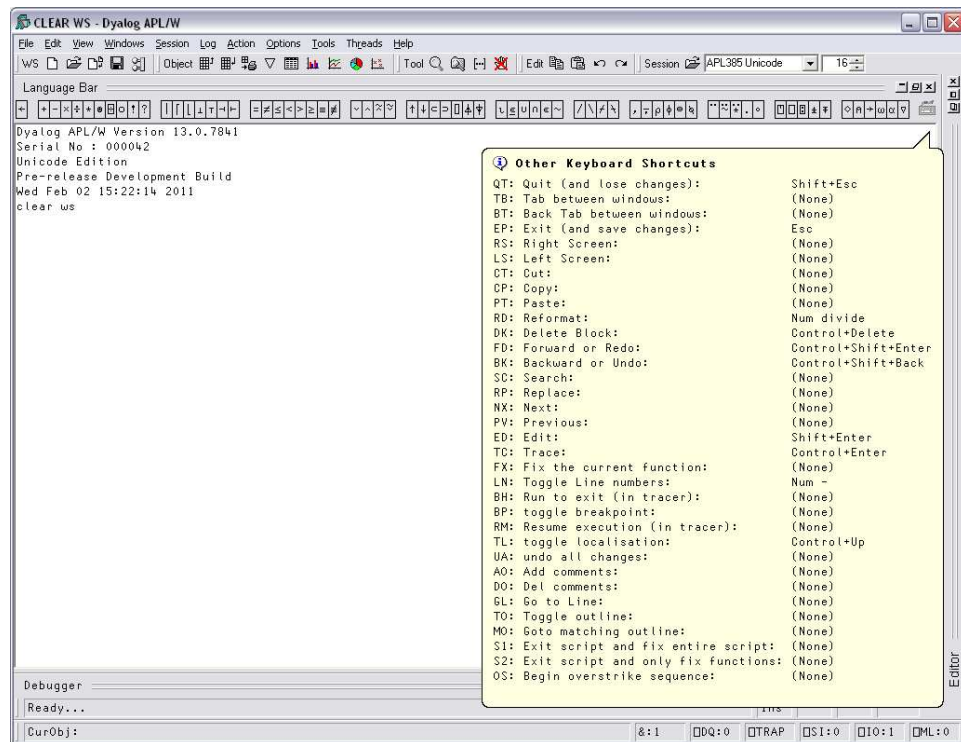 CLEAR WS - Dyalog APL/W
File Edit View Windows Session Log Action Options Tools Threads Help
WS Object Tool Edit Session APL385 Unicode 16
Language Bar
← + - × ÷ * ⍟ ⌹ ○ ! ? | ⌈ ⌊ ⊥ ⊤ ⊣ ⊢ = ≠ ≤ < > ≥ ≡ ≢ ∨ ∧ ⍲ ⍱ ↑ ↓ ⊂ ⊃ ⌷ ⍋ ⍒ ⍳ ⍷ ∪ ∩ ∊ ~ / \ ⌿ ⍀ , ⍪ ⍴ ⌽ ⊖ ⍉ ¨ ⍨ ⍣ . ∘ ⍞ ⎕ ⍠ ⍎ ⍕ ⋄ ⍝ → ⍵ ⍺ ∇
Dyalog APL/W Version 13.0.7841
Serial No : 000042
Unicode Edition
Pre-release Development Build
Wed Feb 02 15:22:14 2011
clear ws
Other Keyboard Shortcuts
QT: Quit (and lose changes): Shift+Esc
TB: Tab between windows: (None)
BT: Back Tab between windows: (None)
EP: Exit (and save changes): Esc
RS: Right Screen: (None)
LS: Left Screen: (None)
CT: Cut: (None)
CP: Copy: (None)
PT: Paste: (None)
RD: Reformat: Num divide
DK: Delete Block: Control+Delete
FD: Forward or Redo: Control+Shift+Enter
BK: Backward or Undo: Control+Shift+Back
SC: Search: (None)
RP: Replace: (None)
NX: Next: (None)
PV: Previous: (None)
ED: Edit: Shift+Enter
TC: Trace: Control+Enter
FX: Fix the current function: (None)
LN: Toggle Line numbers: Num -
BH: Run to exit (in tracer): (None)
BP: toggle breakpoint: (None)
RM: Resume execution (in tracer): (None)
TL: toggle localisation: Control+Up
UA: undo all changes: (None)
AO: Add comments: (None)
DO: Del comments: (None)
GL: Go to Line: (None)
TO: Toggle outline: (None)
MO: Goto matching outline: (None)
S1: Exit script and fix entire script: (None)
S2: Exit script and only fix functions: (None)
OS: Begin overstrike sequence: (None)
Editor
Debugger
Ready...
Ins
CurObj:
&:1 ⎕DQ:0 ⎕TRAP ⎕SI:0 ⎕IO:1 ⎕ML:0